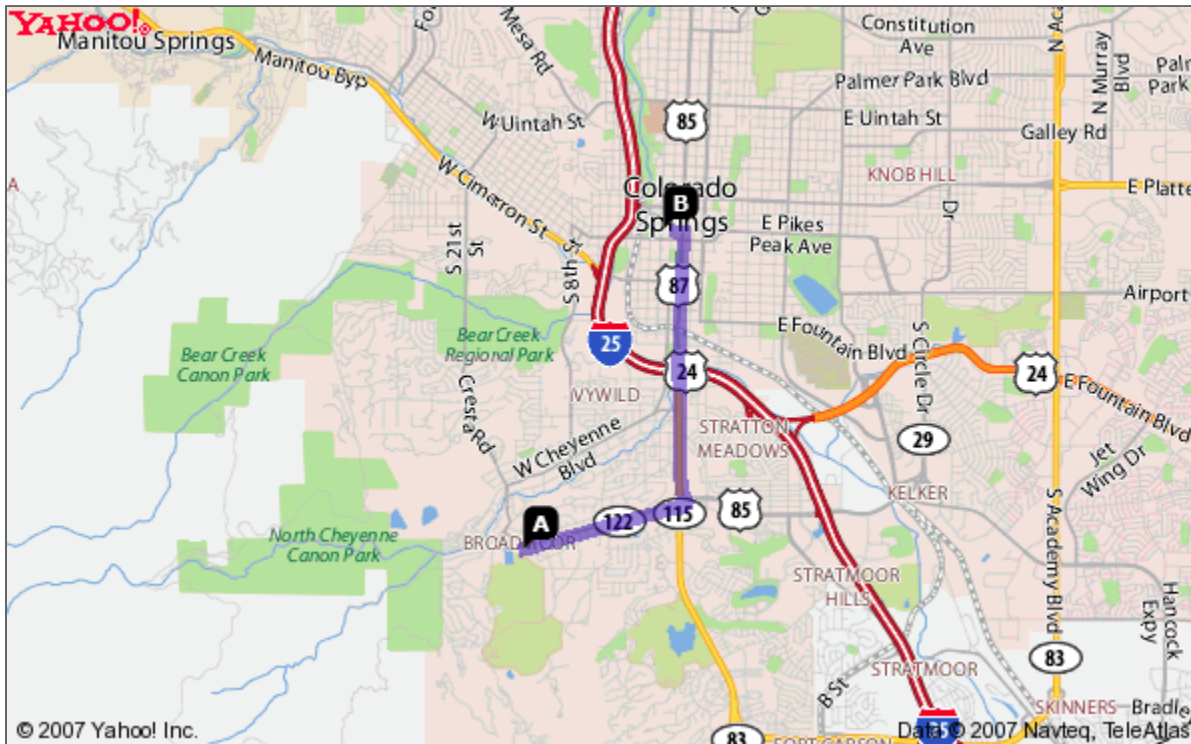 YAHOO!
Manitou Springs
Manitou Byp
Mesa Rd
Constitution
Ave
N Murray
Blvd
Palmer Park Blvd
W Uintah St
85
E Uintah St
Galley Rd
KNOB HILL
W Cimarron St
Colorado
Springs
B
E Platte
E Pikes
Peak Ave
S 21st
St
S 8th St
Dr
87
Airport
Bear Creek
Regional Park
Bear Creek
Canon Park
25
E Fountain Blvd
S Circle Dr
24
24
E Fountain Blvd
Cresta Rd
IVYWILD
W Cheyenne
Blvd
STRATTON
MEADOWS
29
Jet
Wing Dr
KELKER
S Academy Blvd
North Cheyenne
Canon Park
A
BROADMOOR
122
115
85
STRATMOOR
HILLS
Hancock
Expy
STRATMOOR
83
B St
SKINNERS
© 2007 Yahoo! Inc.
83
FORT CARSON
Data © 2007 Navteq, TeleAtlas